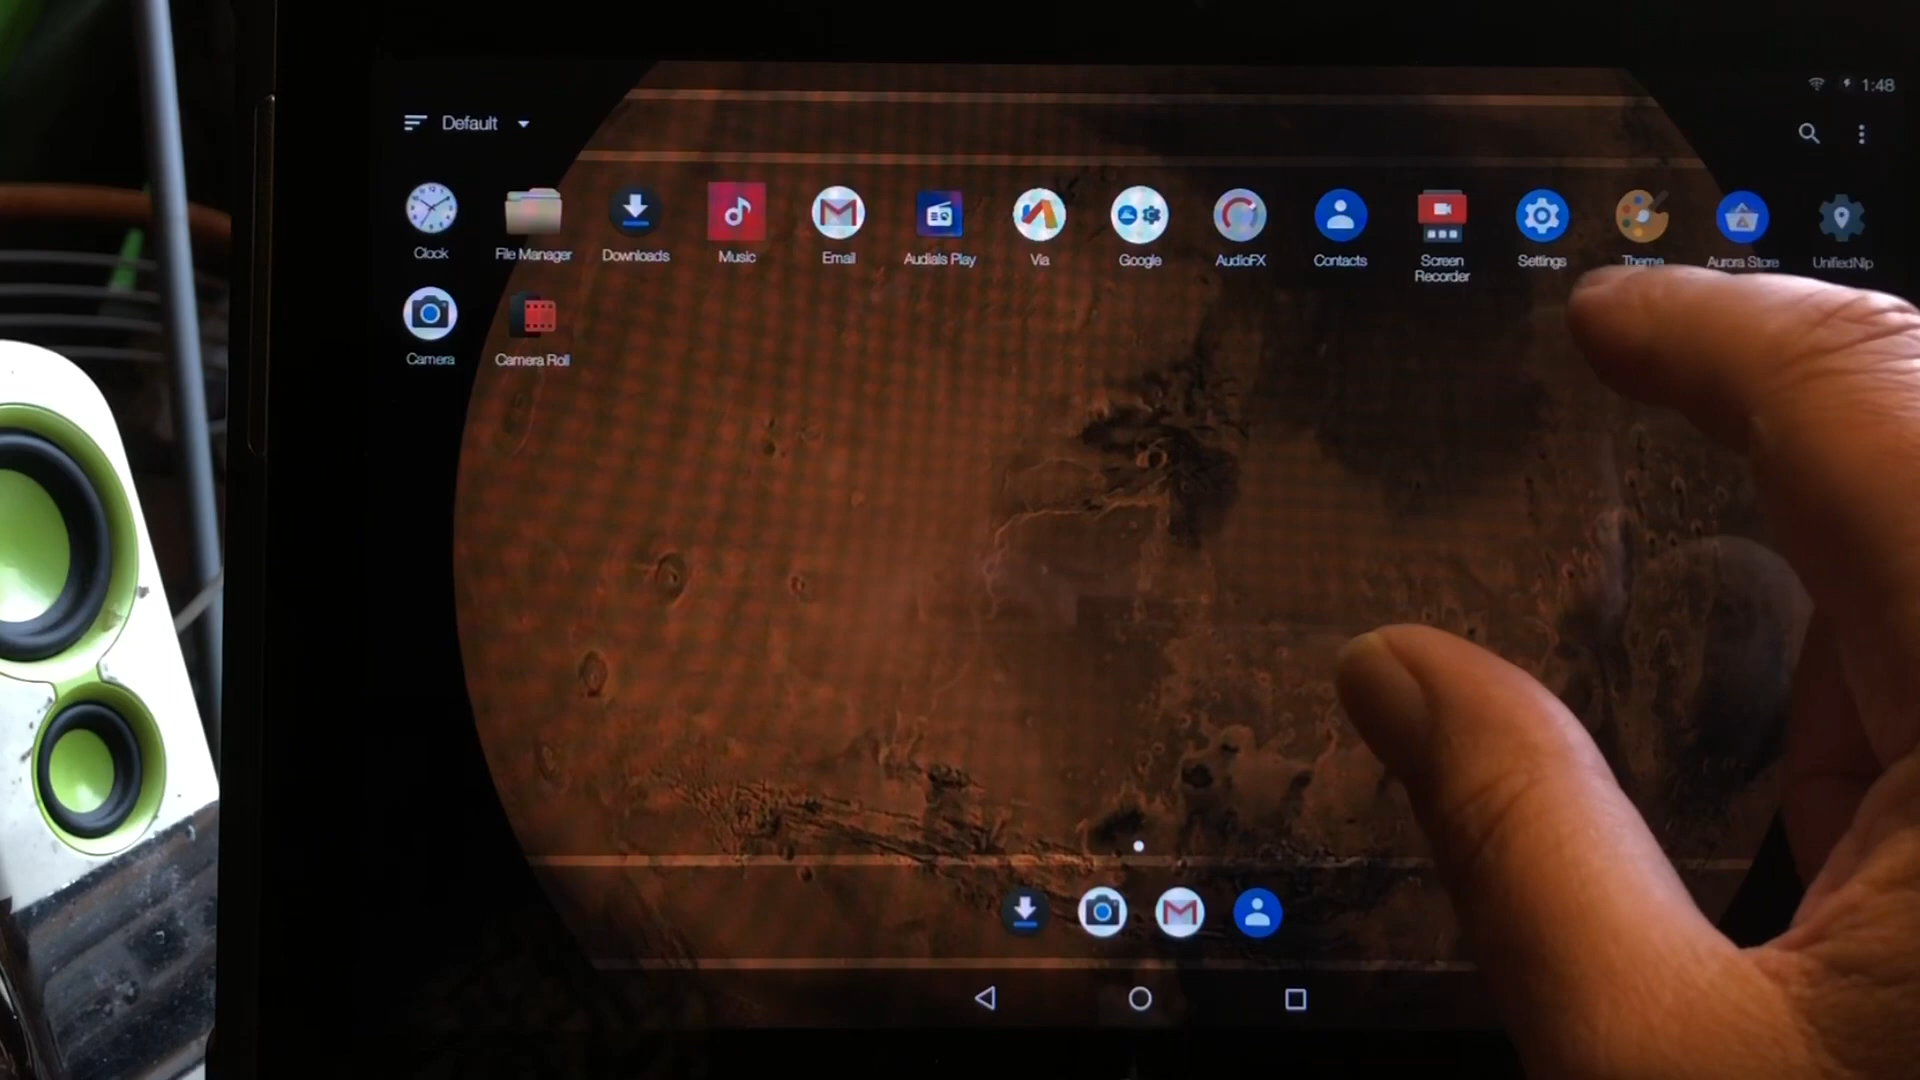 1:48
Default
Clock
File Manager
Downloads
Music
Email
Audials Play
Via
Google
AudioFX
Contacts
Screen
Recorder
Settings
Theme
Aurora Store
UnifiedNlp
Camera
Camera Roll